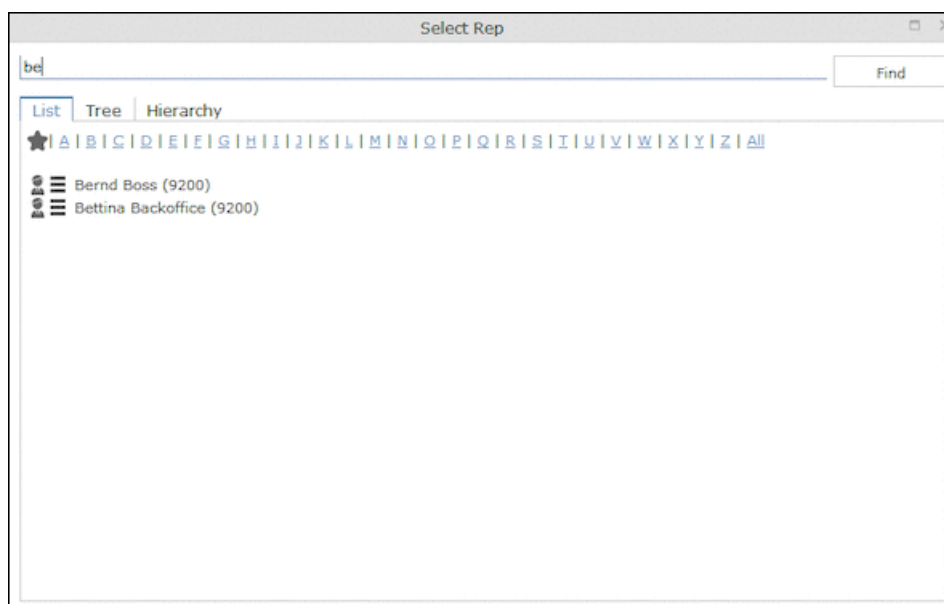 Select Rep
be
Find
List Tree Hierarchy
| A | B | C | D | E | F | G | H | I | J | K | L | M | N | O | P | Q | R | S | T | U | V | W | X | Y | Z | All
Bernd Boss (9200)
Bettina Backoffice (9200)